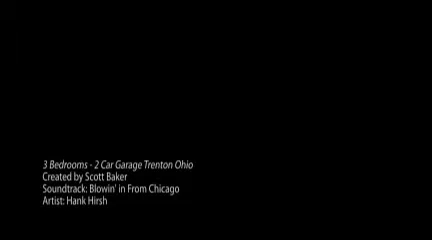 3 Bedrooms - 2 Car Garage Trenton Ohio
Created by Scott Baker
Soundtrack: Blowin' in From Chicago
Artist: Hank Hirsh